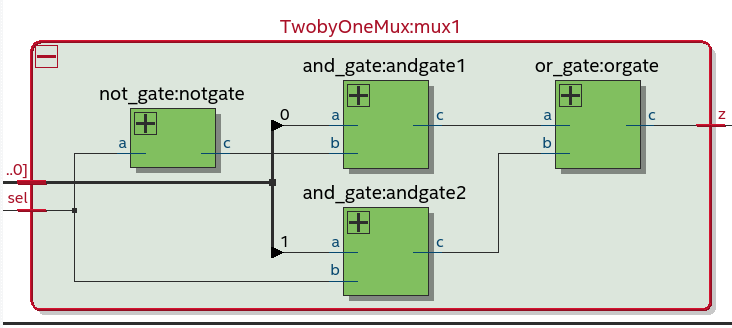 TwobyOneMux:mux1
and_gate:andgate1
or_gate:orgate
not_gate:notgate
0
a
c
a
c
z
a
c
b
b
..0]
sel
and_gate:andgate2
1
a
c
b